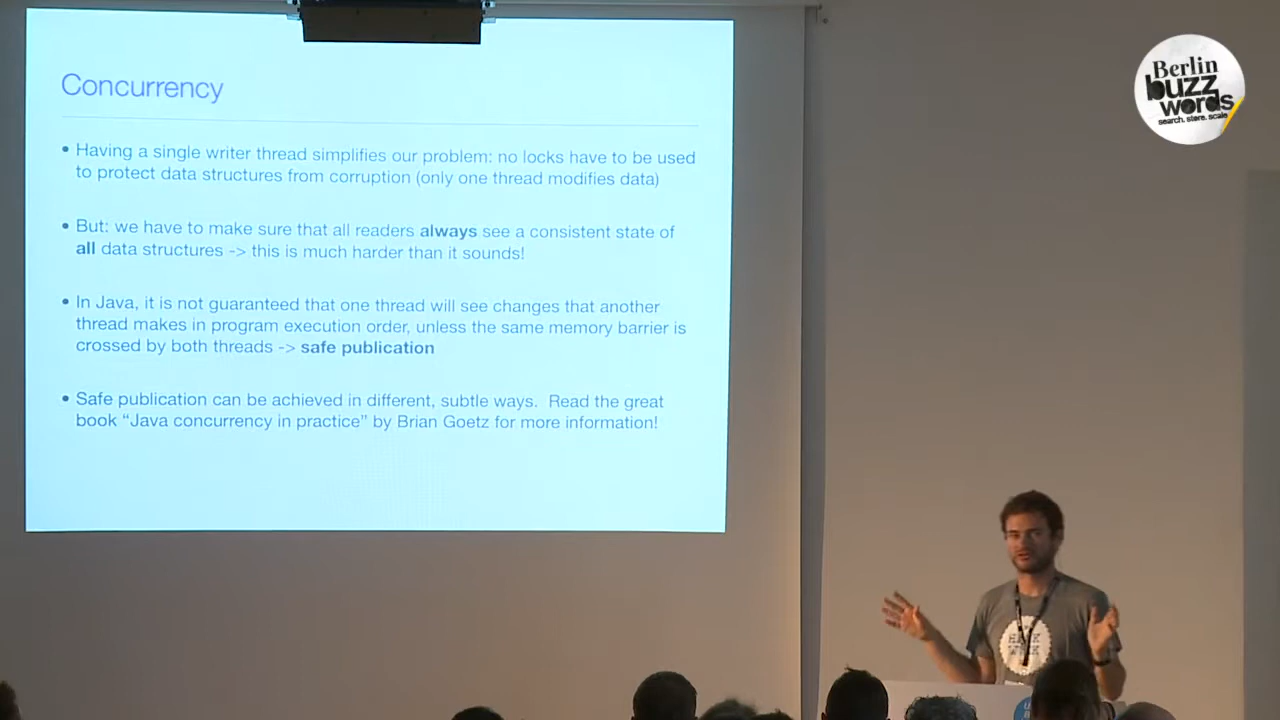 Concurrency
• Having a single writer thread simplifies our problem: no locks have to be used
to protect data structures from corruption (only one thread modifies data)
• But: we have to make sure that all readers always see a consistent state of
all data structures -> this is much harder than it sounds!
• In Java, it is not guaranteed that one thread will see changes that another
thread makes in program execution order, unless the same memory barrier is
crossed by both threads -> safe publication
• Safe publication can be achieved in different, subtle ways.  Read the great
book “Java concurrency in practice” by Brian Goetz for more information!
Berlin
buzz
words
search. store. scale.
HACK
WEEK